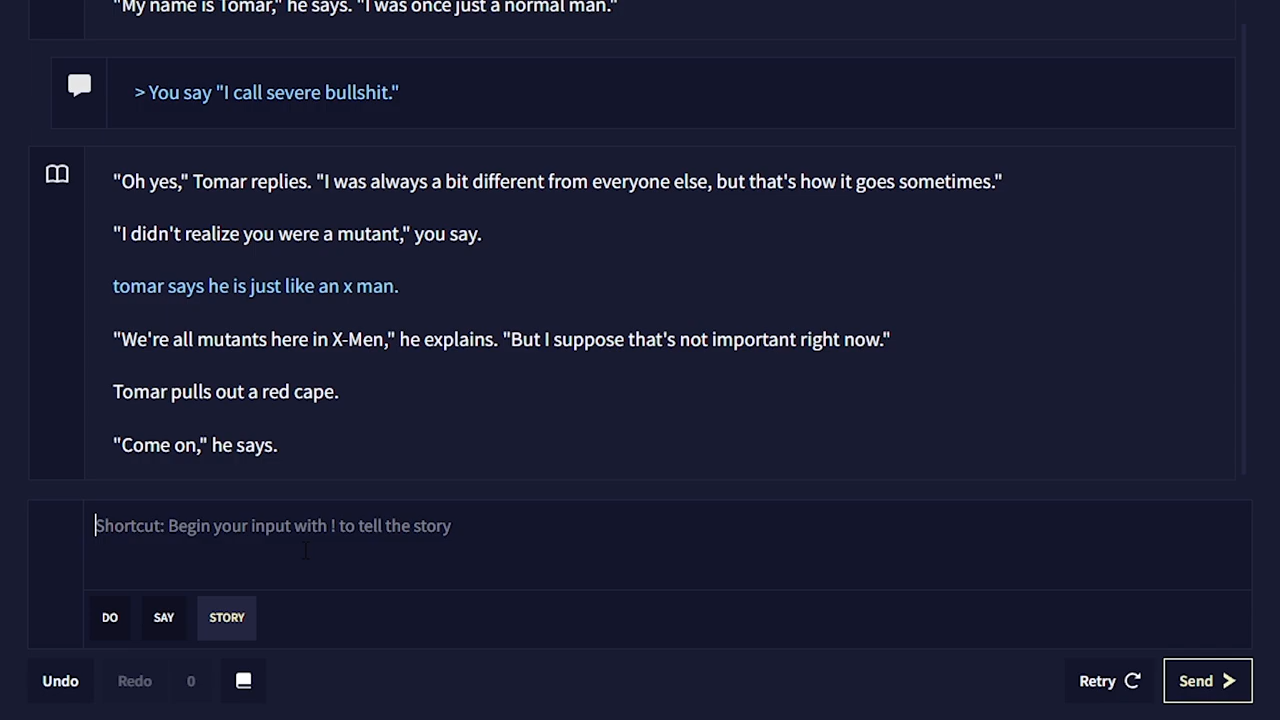 "My name is Tomar," he says. "I was once just a normal man."
> You say "I call severe bullshit."
"Oh yes," Tomar replies. "I was always a bit different from everyone else, but that's how it goes sometimes."
"I didn't realize you were a mutant," you say.
tomar says he is just like an x man.
"We're all mutants here in X-Men," he explains. "But I suppose that's not important right now."
Tomar pulls out a red cape.
"Come on," he says.
Shortcut: Begin your input with ! to tell the story
DO SAY STORY
Undo Redo 0 Retry Send